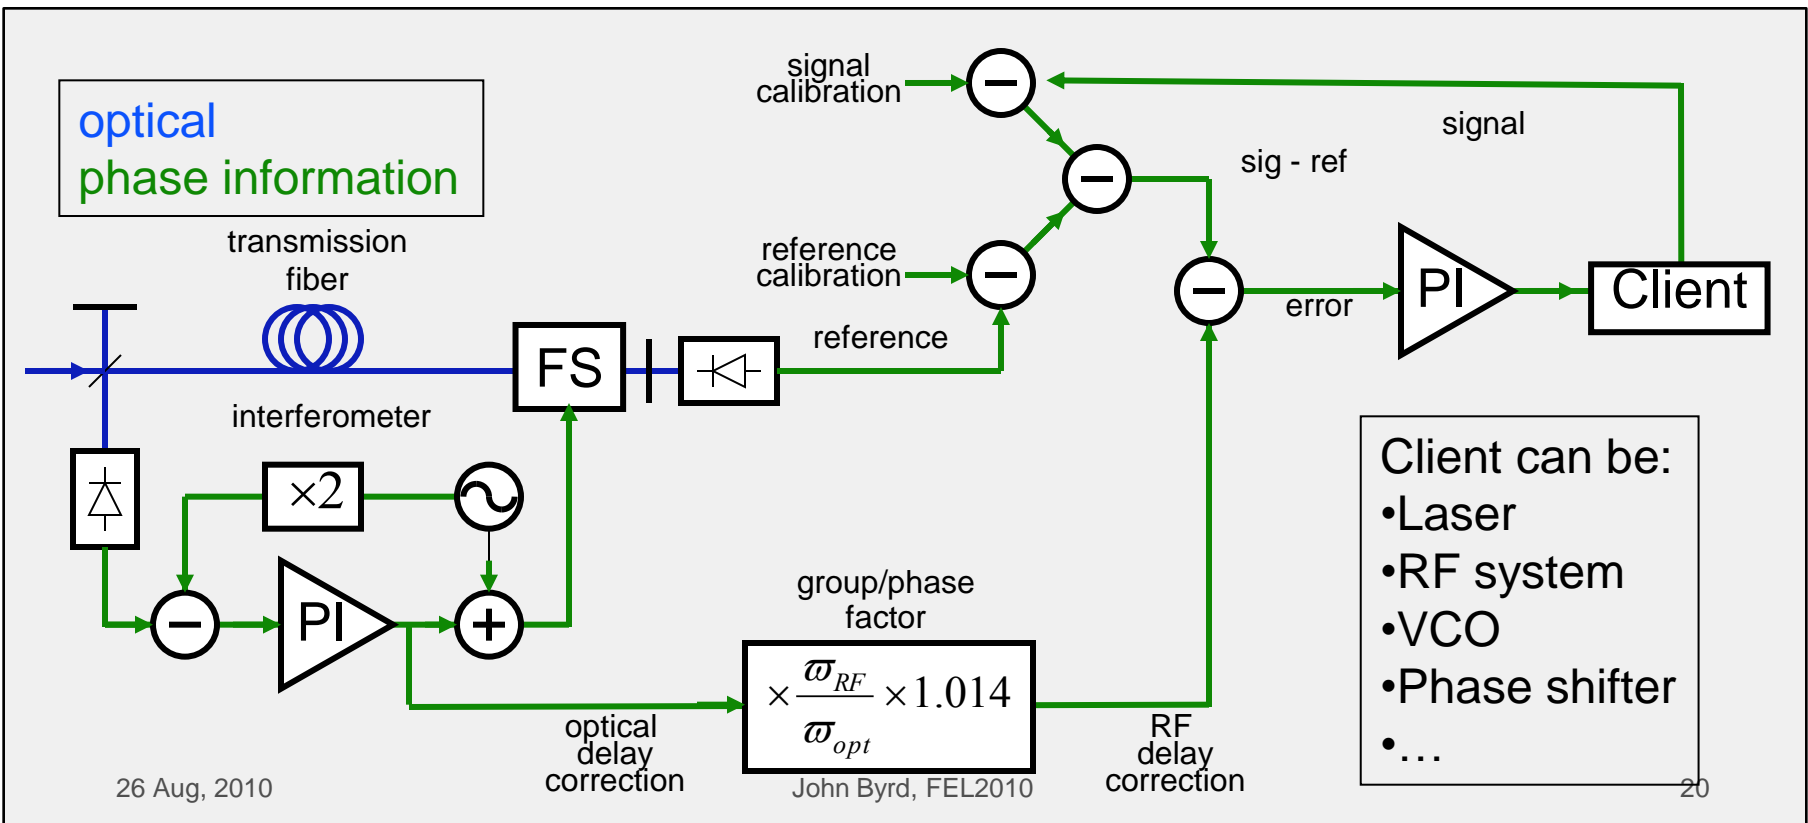 optical
phase information
transmission
fiber
interferometer
×2
PI
+
−
FS
signal
calibration
−
reference
calibration
−
reference
−
sig - ref
signal
−
error
PI
Client
group/phase
factor
× ϖRF / ϖopt × 1.014
optical
delay
correction
RF
delay
correction
Client can be:
•Laser
•RF system
•VCO
•Phase shifter
•…
26 Aug, 2010
John Byrd, FEL2010
20